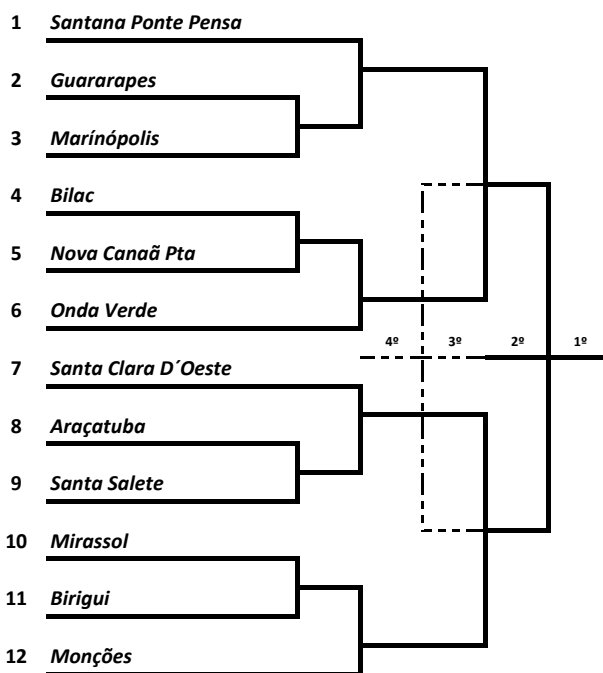 1 Santana Ponte Pensa
2 Guararapes
3 Marínópolis
4 Bilac
5 Nova Canaã Pta
6 Onda Verde
4º 3º 2º 1º
7 Santa Clara D´Oeste
8 Araçatuba
9 Santa Salete
10 Mirassol
11 Birigui
12 Monções